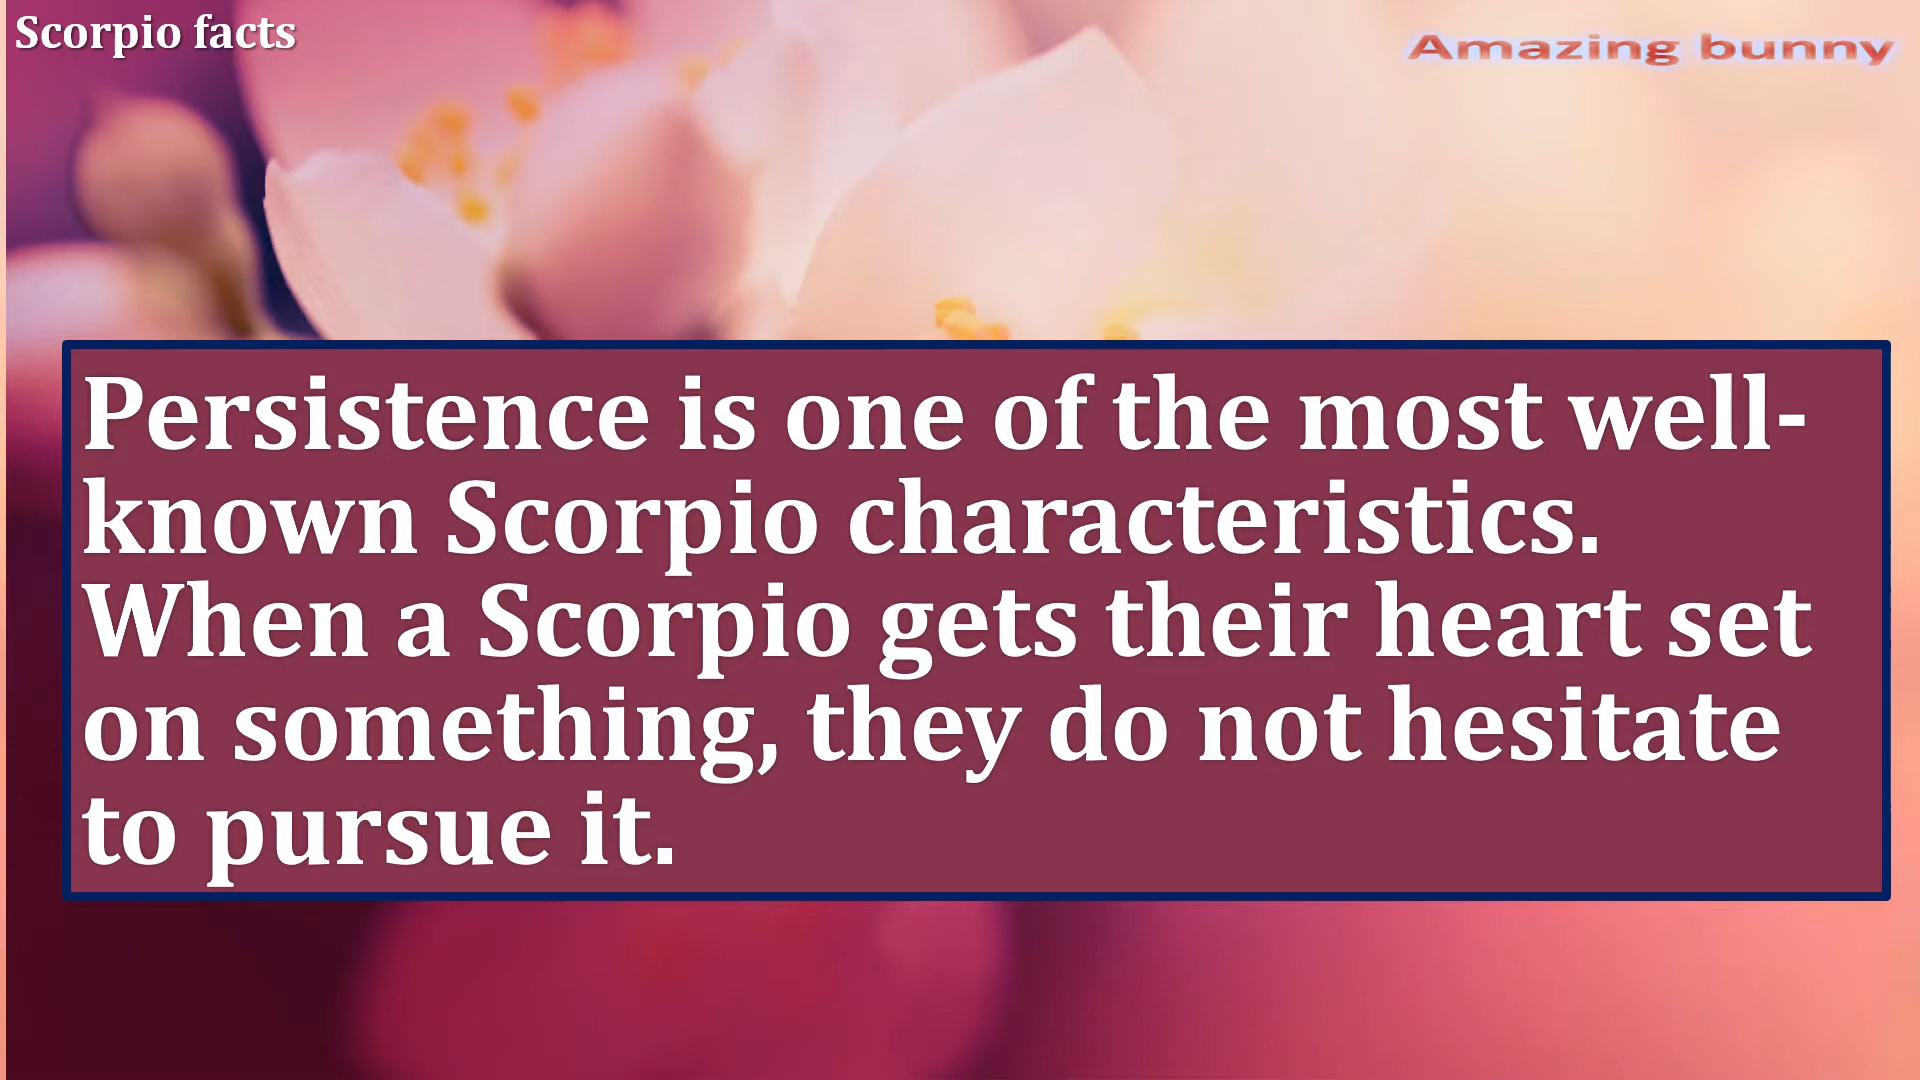 Scorpio facts
Amazing bunny
Persistence is one of the most well-
known Scorpio characteristics.
When a Scorpio gets their heart set
on something, they do not hesitate
to pursue it.